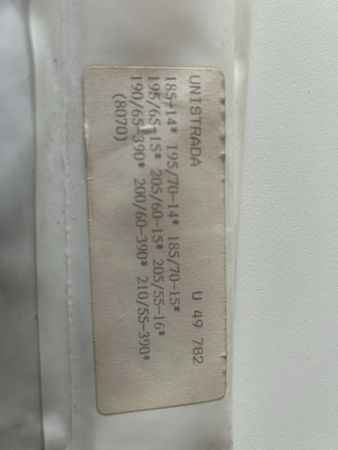 UNISTRADA U 49 782
185-14* 195/70-14* 185/70-15*
195/65-15* 205/60-15* 205/55-16*
190/65-390* 200/60-390* 210/55-390*
(8070)